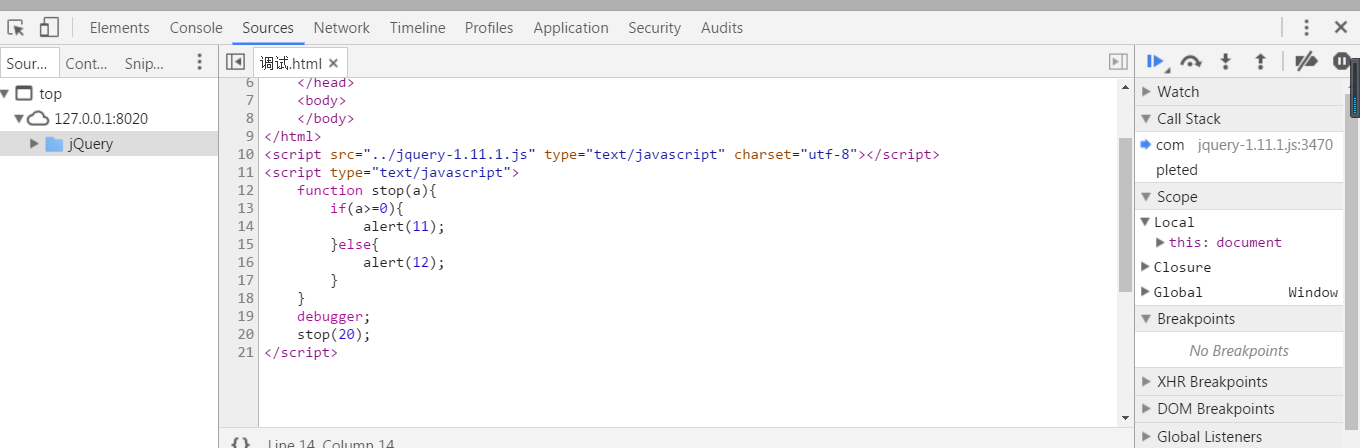 Elements Console Sources Network Timeline Profiles Application Security Audits
Sour... Cont... Snip...
调试.html
top
127.0.0.1:8020
jQuery
6 </head>
7 <body>
8 </body>
9 </html>
10 <script src="../jquery-1.11.1.js" type="text/javascript" charset="utf-8"></script>
11 <script type="text/javascript">
12 function stop(a){
13 if(a>=0){
14 alert(11);
15 }else{
16 alert(12);
17 }
18 }
19 debugger;
20 stop(20);
21 </script>
{} Line 14, Column 14
Watch
Call Stack
com jquery-1.11.1.js:3470
pleted
Scope
Local
this: document
Closure
Global Window
Breakpoints
No Breakpoints
XHR Breakpoints
DOM Breakpoints
Global Listeners